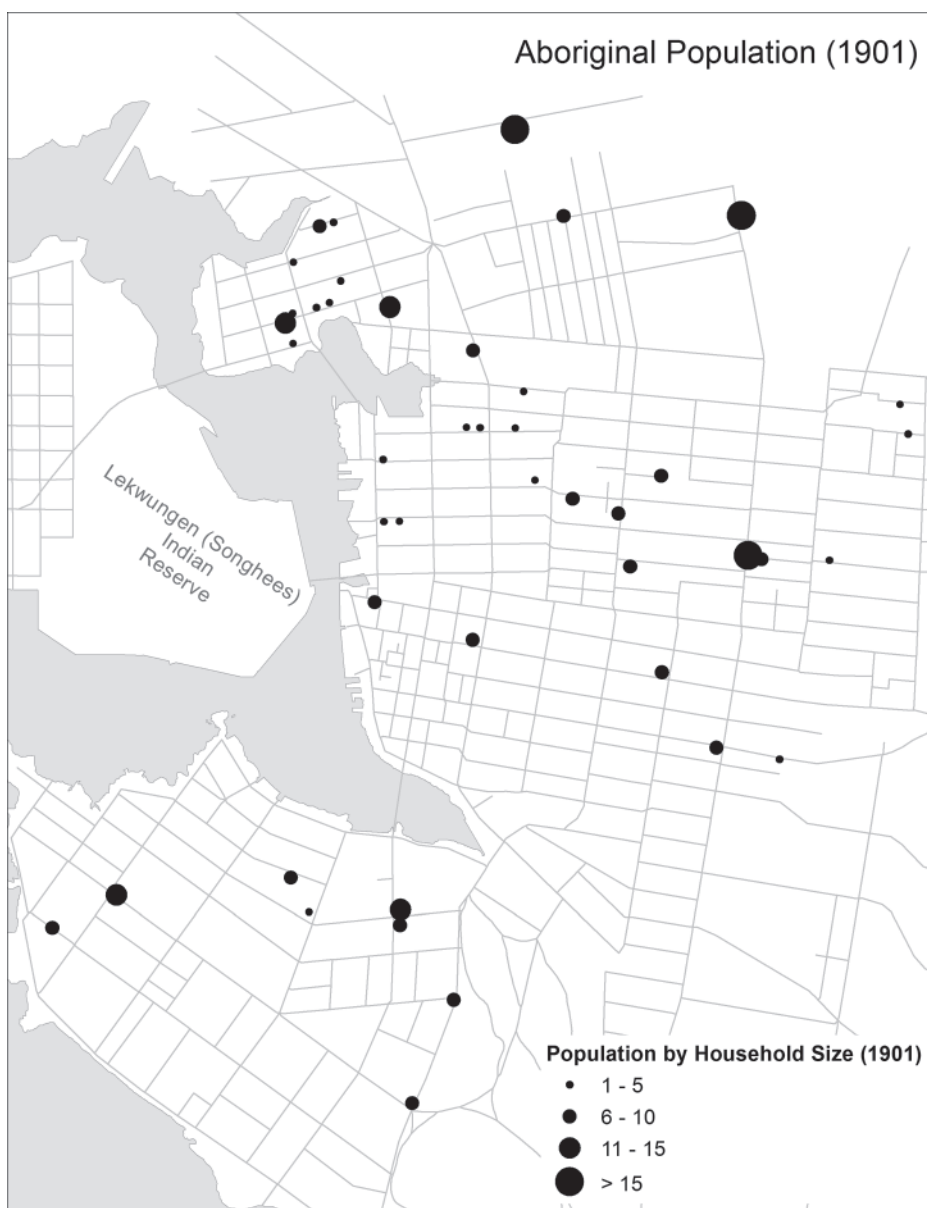 Aboriginal Population (1901)
Lekwungen (Songhees)
Indian
Reserve
Population by Household Size (1901)
1 - 5
6 - 10
11 - 15
> 15